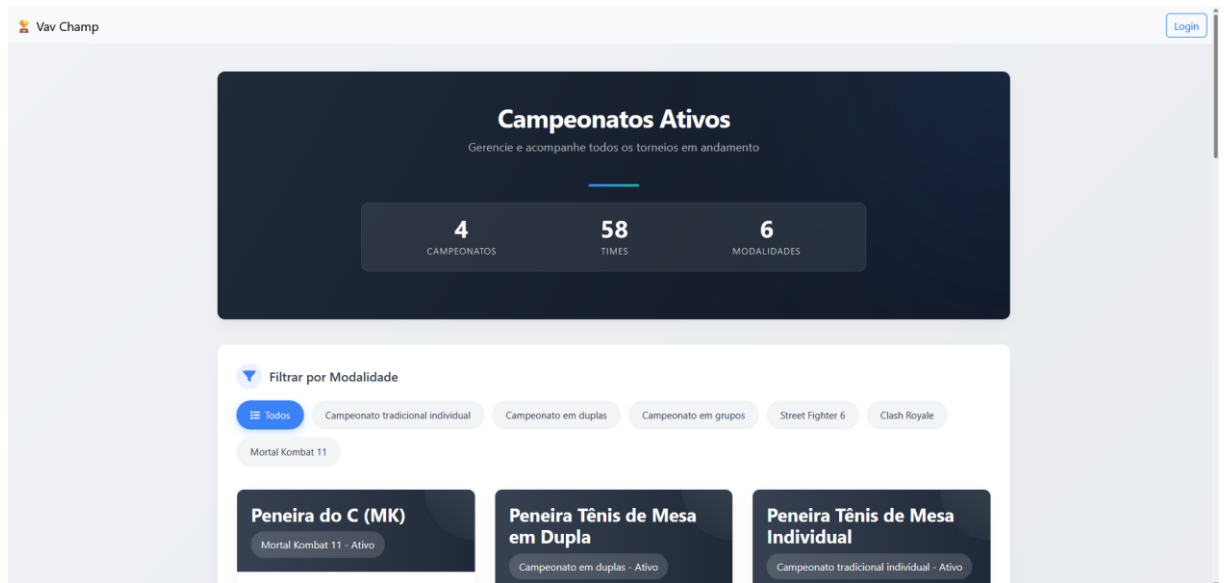 Vav Champ
Login
Campeonatos Ativos
Gerencie e acompanhe todos os torneios em andamento
4 58 6
CAMPEONATOS TIMES MODALIDADES
Filtrar por Modalidade
Todos Campeonato tradicional individual Campeonato em duplas Campeonato em grupos Street Fighter 6 Clash Royale
Mortal Kombat 11
Peneira do C (MK)
Mortal Kombat 11 - Ativo
Peneira Tênis de Mesa
em Dupla
Campeonato em duplas - Ativo
Peneira Tênis de Mesa
Individual
Campeonato tradicional individual - Ativo